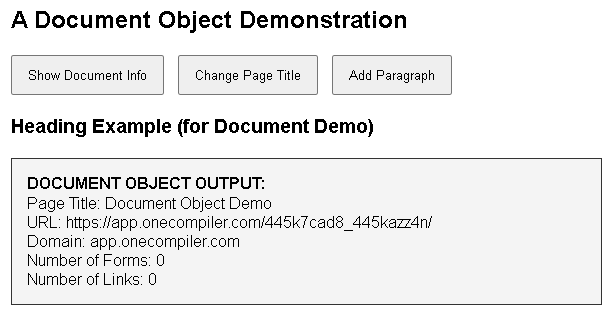 A Document Object Demonstration
Show Document Info
Change Page Title
Add Paragraph
Heading Example (for Document Demo)
DOCUMENT OBJECT OUTPUT:
Page Title: Document Object Demo
URL: https://app.onecompiler.com/445k7cad8_445kazz4n/
Domain: app.onecompiler.com
Number of Forms: 0
Number of Links: 0